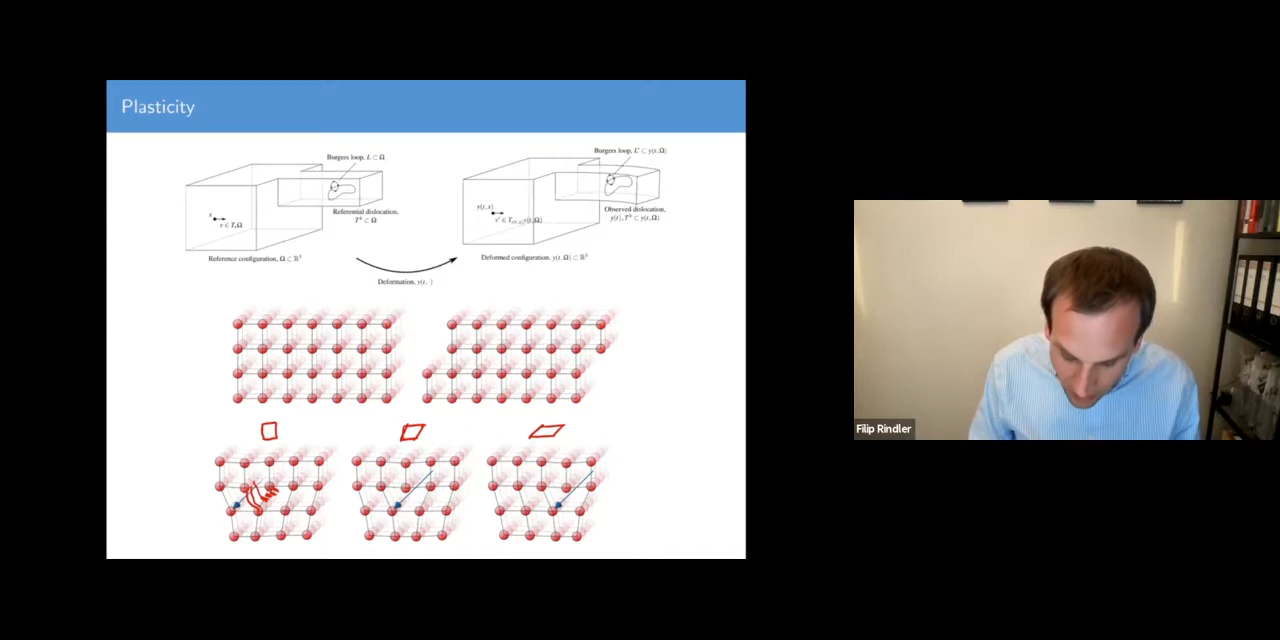 Plasticity
Burgers loop, L ⊂ Ω
Referential dislocation,
Reference configuration, Ω ⊂ ℝ³
Deformation, y(t, ·)
Burgers loop, L' ⊂ y(t, Ω)
y(t, x)
Observed dislocation,
Deformed configuration, y(t, Ω) ⊂ ℝ³
Filip Rindler